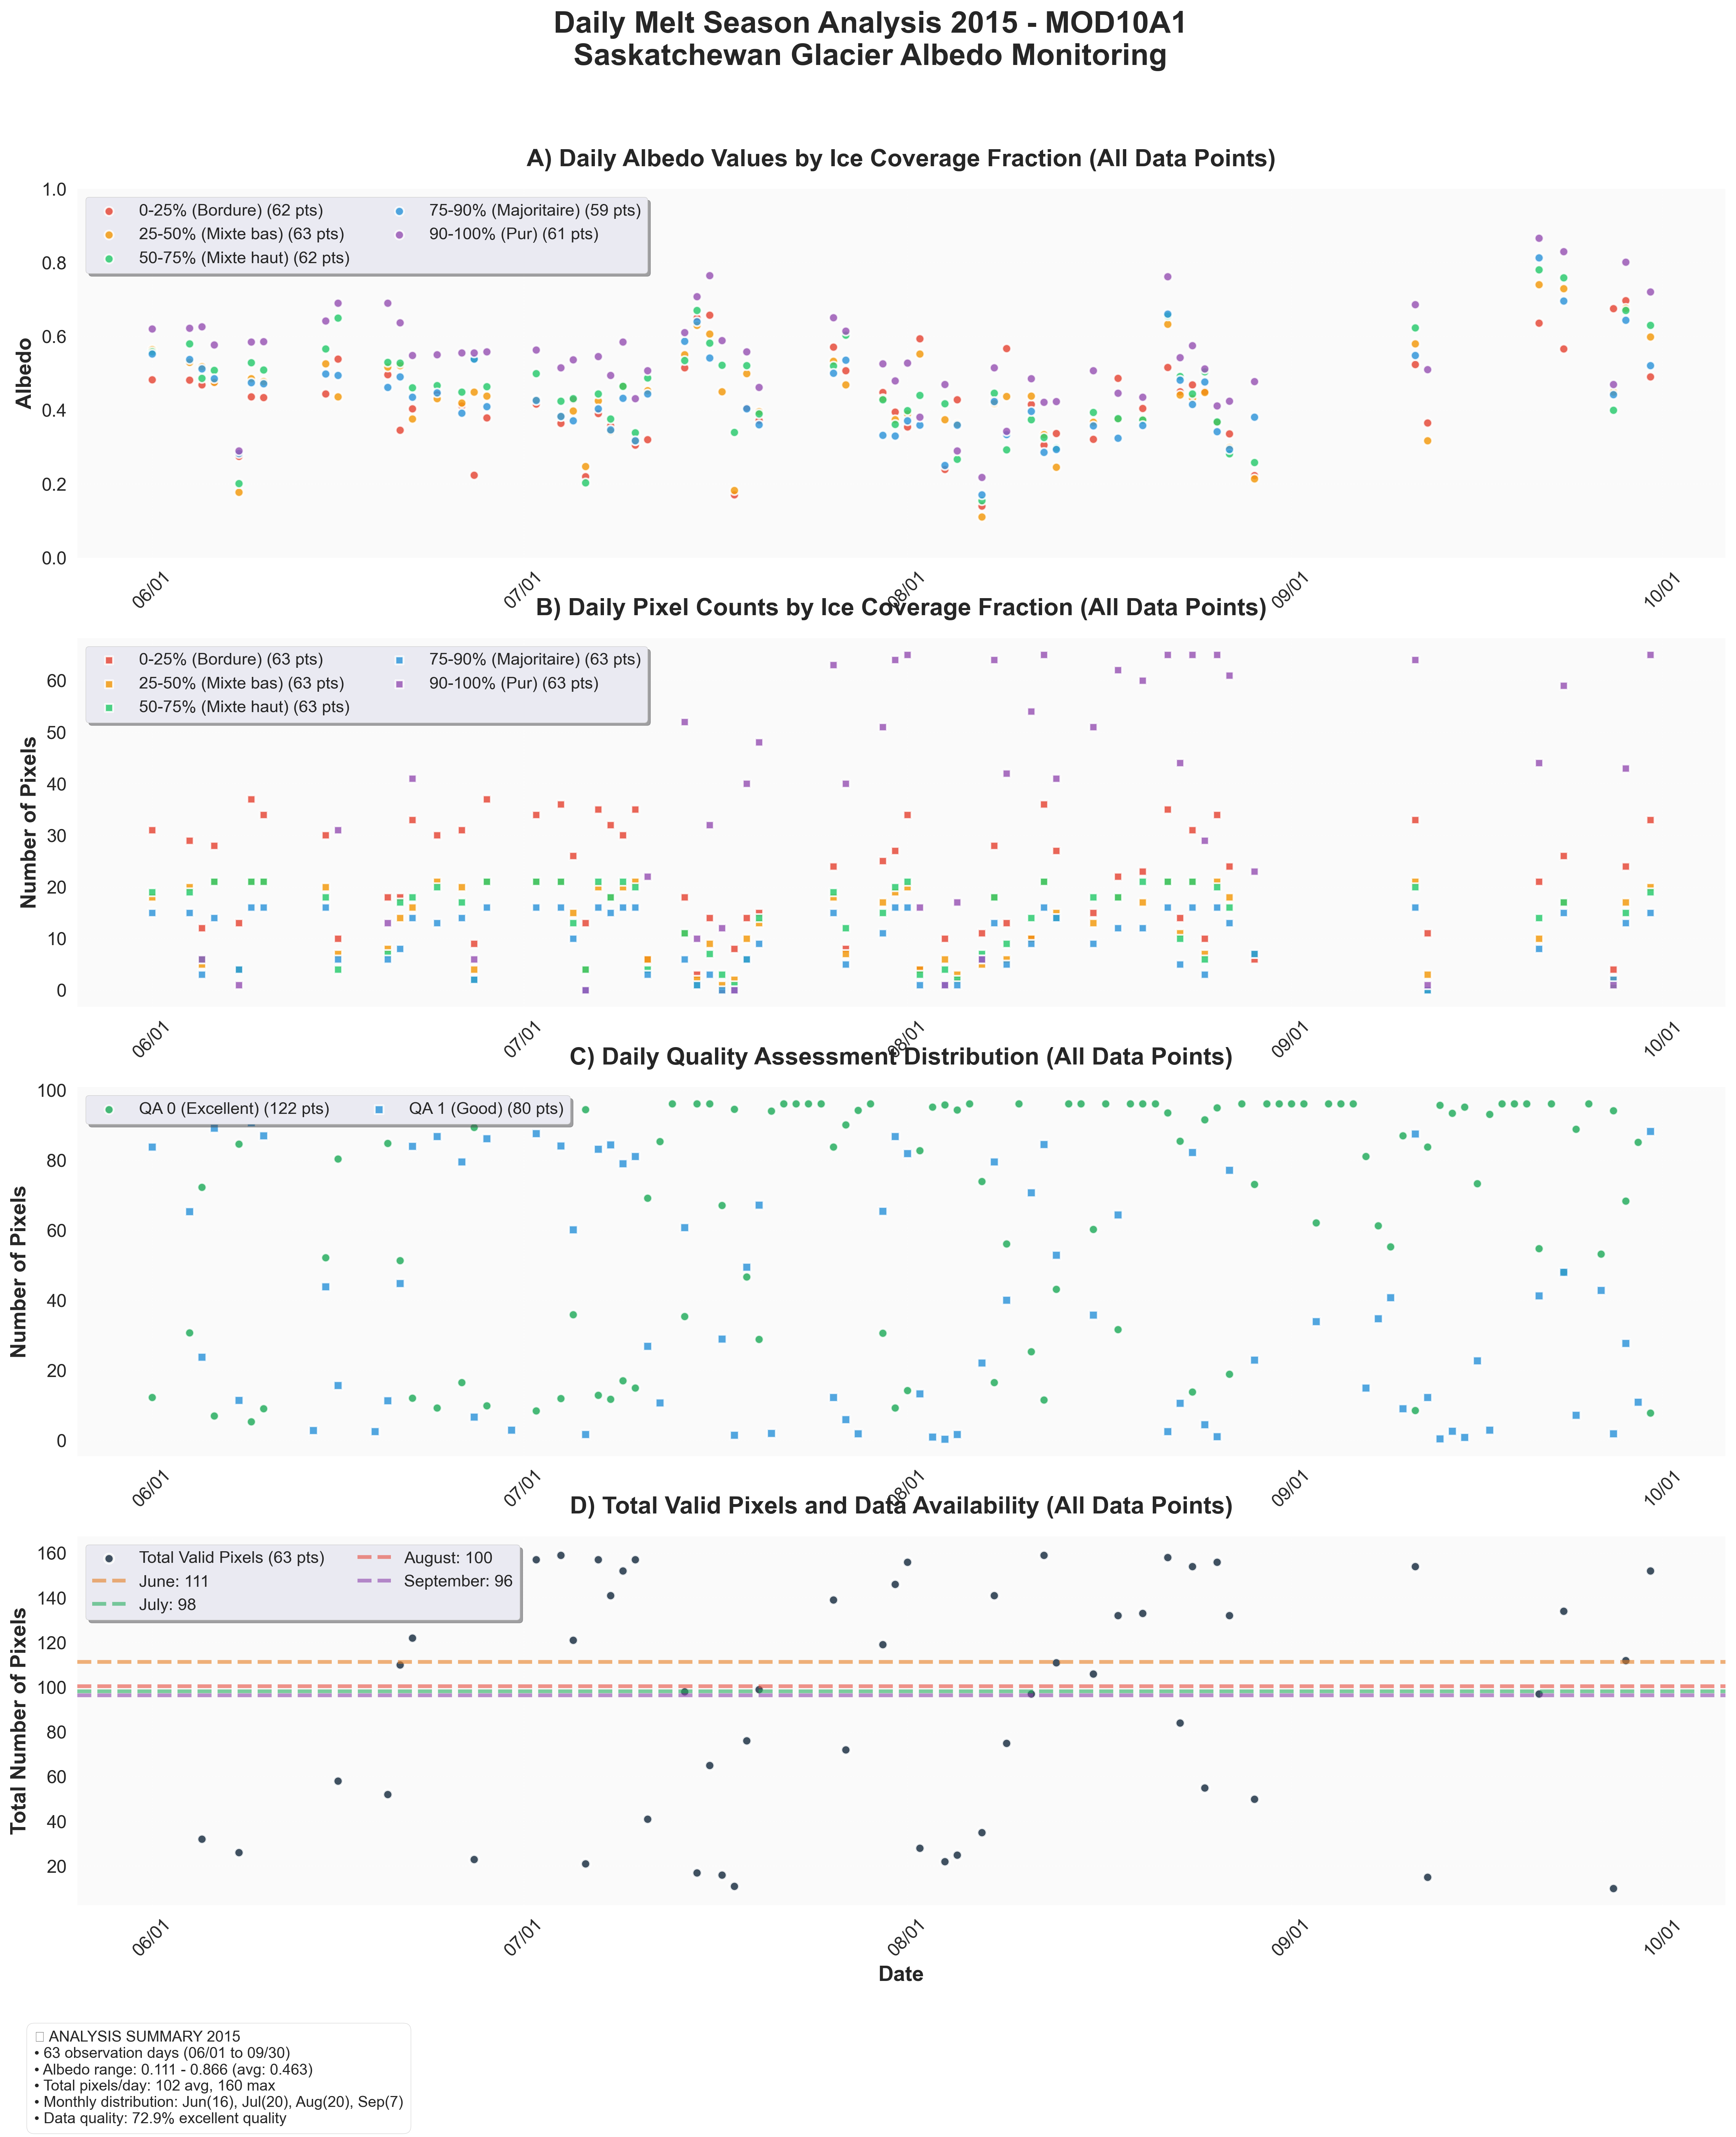 Daily Melt Season Analysis 2015 - MOD10A1
Saskatchewan Glacier Albedo Monitoring
A) Daily Albedo Values by Ice Coverage Fraction (All Data Points)
Albedo
1.0
0.8
0.6
0.4
0.2
0.0
0-25% (Bordure) (62 pts)
25-50% (Mixte bas) (63 pts)
50-75% (Mixte haut) (62 pts)
75-90% (Majoritaire) (59 pts)
90-100% (Pur) (61 pts)
06/01
07/01
08/01
09/01
10/01
B) Daily Pixel Counts by Ice Coverage Fraction (All Data Points)
Number of Pixels
60
50
40
30
20
10
0
0-25% (Bordure) (63 pts)
25-50% (Mixte bas) (63 pts)
50-75% (Mixte haut) (63 pts)
75-90% (Majoritaire) (63 pts)
90-100% (Pur) (63 pts)
06/01
07/01
08/01
09/01
10/01
C) Daily Quality Assessment Distribution (All Data Points)
Number of Pixels
100
80
60
40
20
0
QA 0 (Excellent) (122 pts)
QA 1 (Good) (80 pts)
06/01
07/01
08/01
09/01
10/01
D) Total Valid Pixels and Data Availability (All Data Points)
Total Number of Pixels
160
140
120
100
80
60
40
20
Total Valid Pixels (63 pts)
June: 111
July: 98
August: 100
September: 96
06/01
07/01
08/01
09/01
10/01
Date
ANALYSIS SUMMARY 2015
• 63 observation days (06/01 to 09/30)
• Albedo range: 0.111 - 0.866 (avg: 0.463)
• Total pixels/day: 102 avg, 160 max
• Monthly distribution: Jun(16), Jul(20), Aug(20), Sep(7)
• Data quality: 72.9% excellent quality